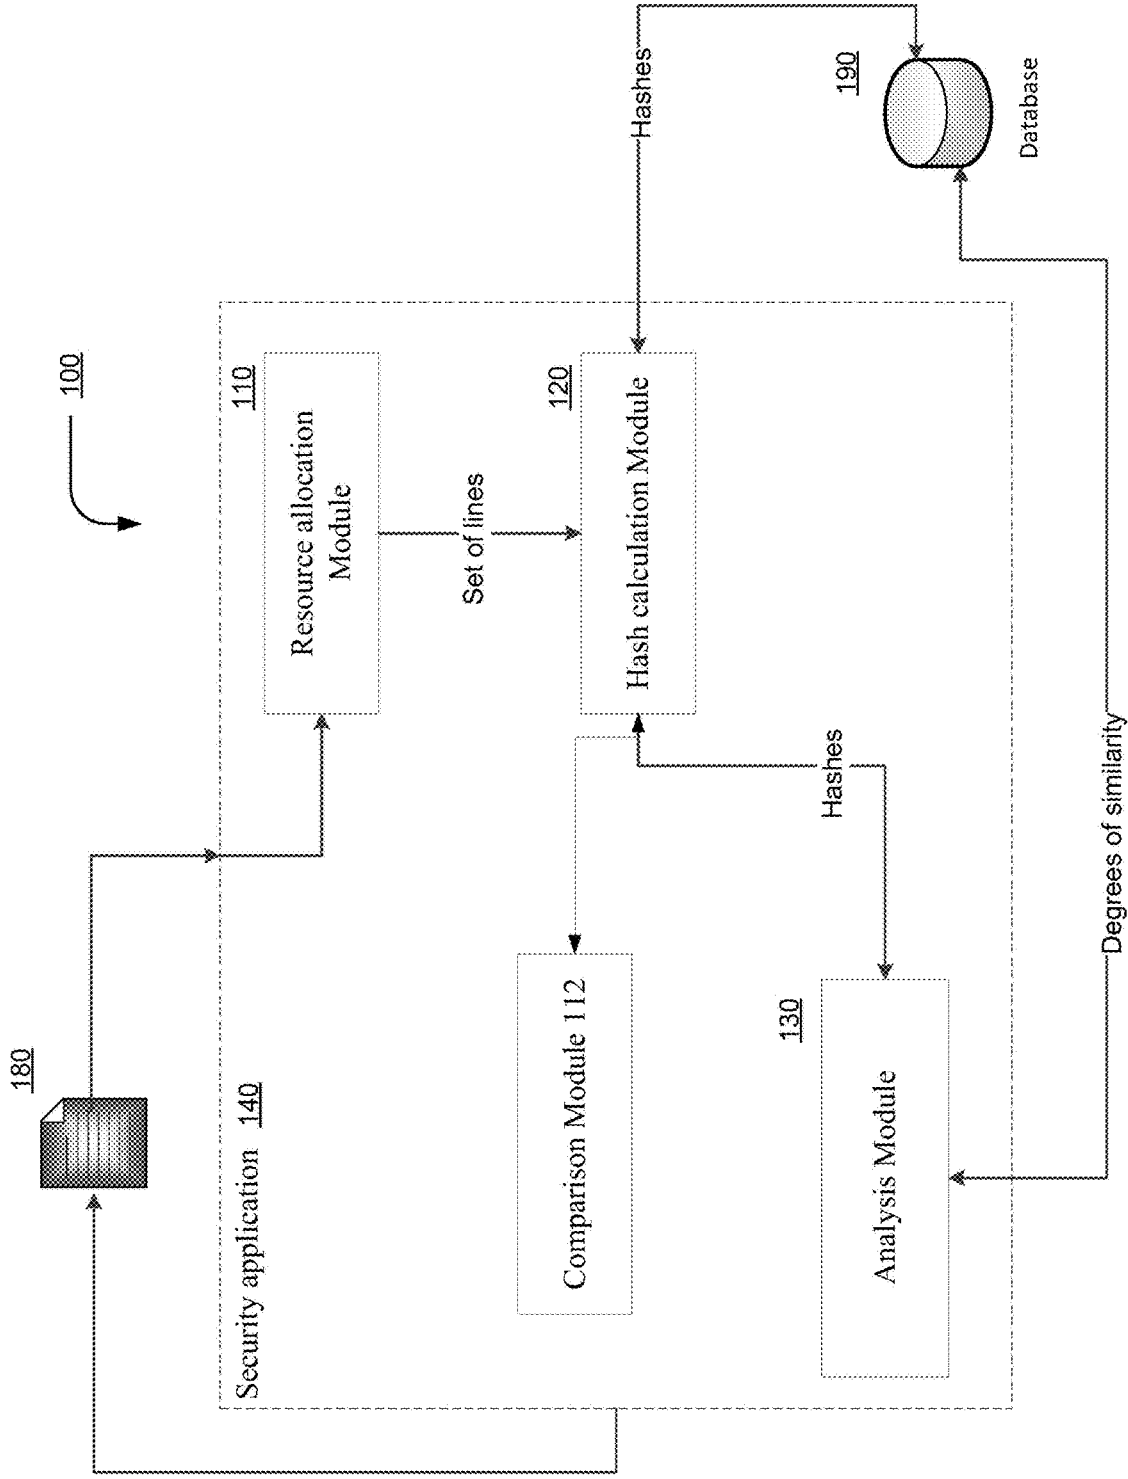 100
180
Security application 140
110
Resource allocation
Module
Set of lines
120
Hash calculation Module
Hashes
190
Database
Comparison Module 112
Hashes
130
Analysis Module
Degrees of similarity